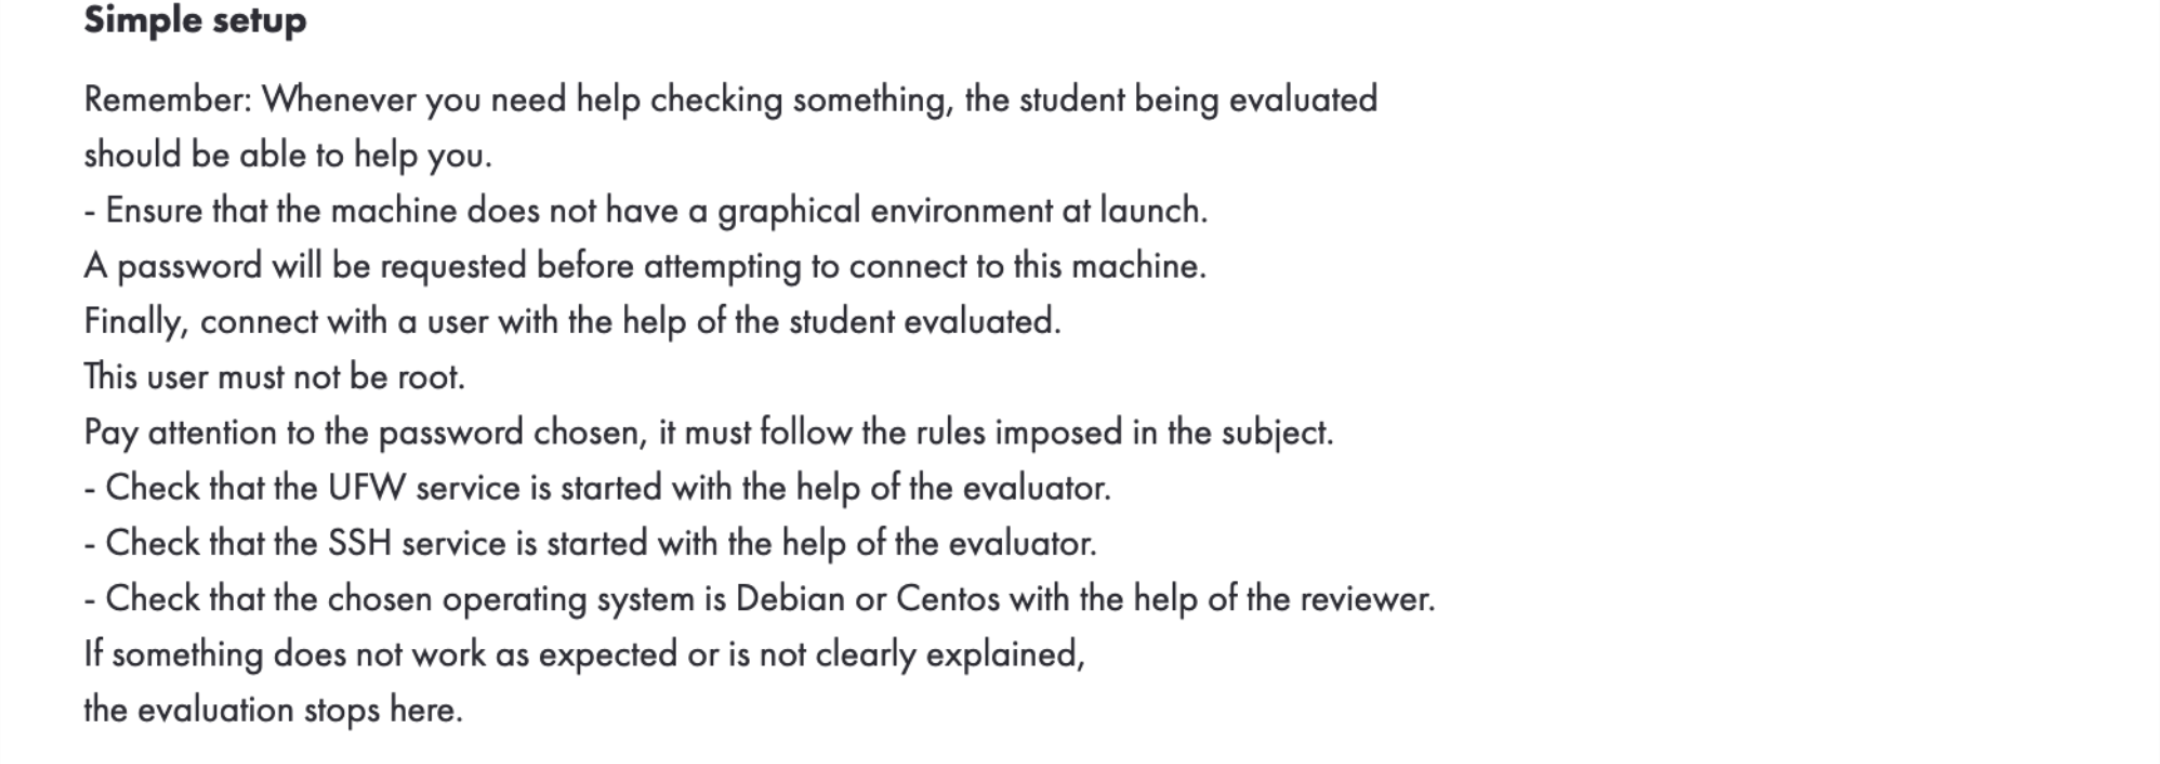 Simple setup
Remember: Whenever you need help checking something, the student being evaluated
should be able to help you.
- Ensure that the machine does not have a graphical environment at launch.
A password will be requested before attempting to connect to this machine.
Finally, connect with a user with the help of the student evaluated.
This user must not be root.
Pay attention to the password chosen, it must follow the rules imposed in the subject.
- Check that the UFW service is started with the help of the evaluator.
- Check that the SSH service is started with the help of the evaluator.
- Check that the chosen operating system is Debian or Centos with the help of the reviewer.
If something does not work as expected or is not clearly explained,
the evaluation stops here.